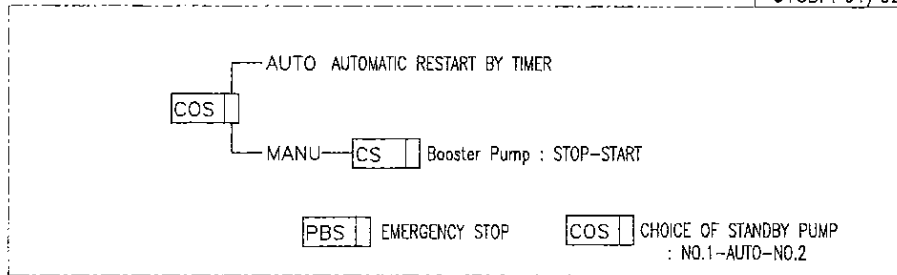 AUTO AUTOMATIC RESTART BY TIMER
COS
MANU CS Booster Pump : STOP-START
PBS EMERGENCY STOP COS CHOICE OF STANDBY PUMP
: NO.1-AUTO-NO.2